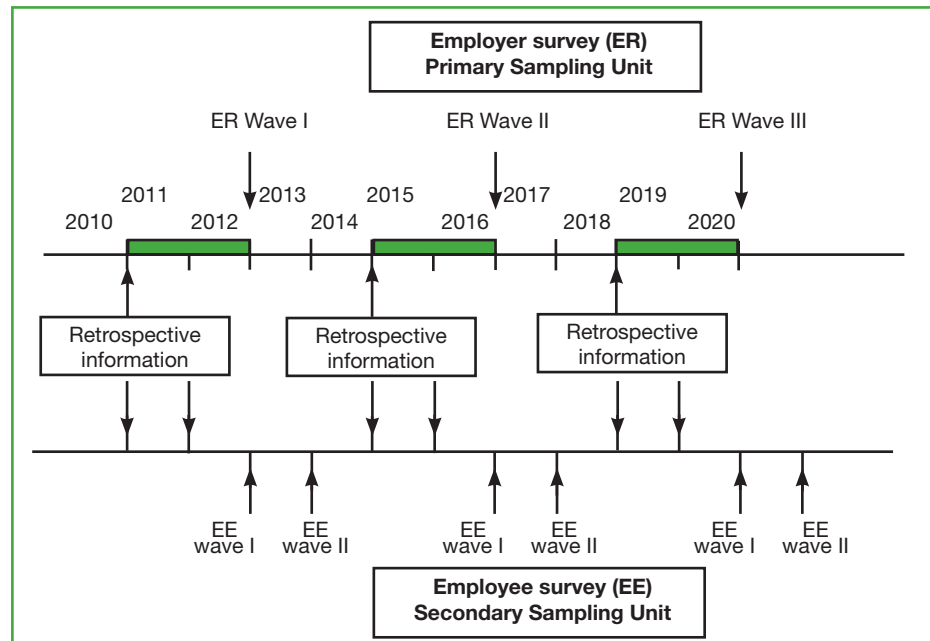 Employer survey (ER)
Primary Sampling Unit
ER Wave I
ER Wave II
ER Wave III
2011
2013
2015
2017
2019
2010
2012
2014
2016
2018
2020
Retrospective
information
Retrospective
information
Retrospective
information
EE
wave I
EE
wave II
EE
wave I
EE
wave II
EE
wave I
EE
wave II
Employee survey (EE)
Secondary Sampling Unit